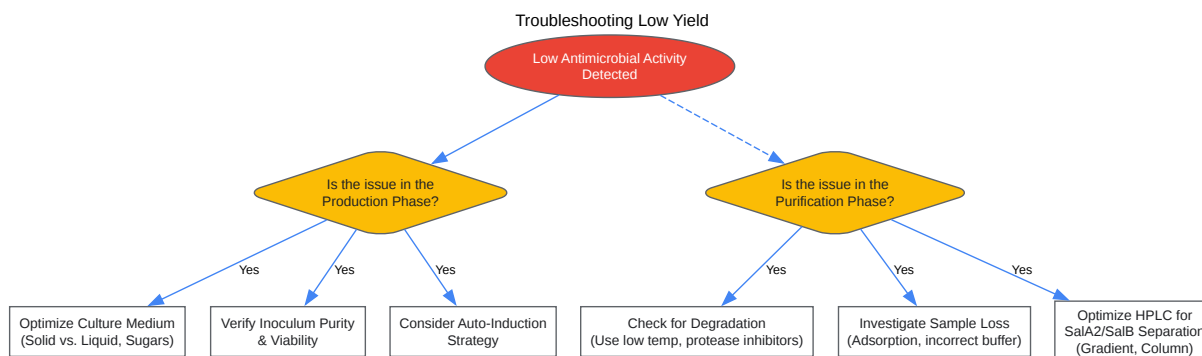 Troubleshooting Low Yield
Low Antimicrobial Activity
Detected
Is the issue in the
Production Phase?
Is the issue in the
Purification Phase?
Yes
Yes
Yes
Yes
Yes
Yes
Optimize Culture Medium
(Solid vs. Liquid, Sugars)
Verify Inoculum Purity
& Viability
Consider Auto-Induction
Strategy
Check for Degradation
(Use low temp, protease inhibitors)
Investigate Sample Loss
(Adsorption, incorrect buffer)
Optimize HPLC for
SalA2/SalB Separation
(Gradient, Column)